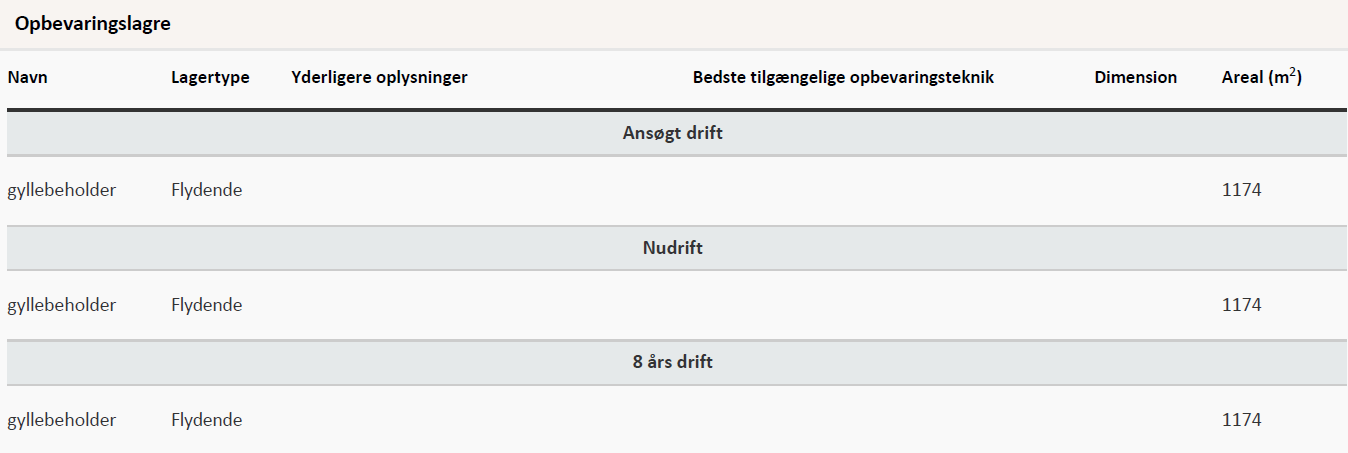 Opbevaringslagre
Navn Lagertype Yderligere oplysninger Bedste tilgængelige opbevaringsteknik Dimension Areal (m²)
Ansøgt drift
gyllebeholder Flydende 1174
Nudrift
gyllebeholder Flydende 1174
8 års drift
gyllebeholder Flydende 1174